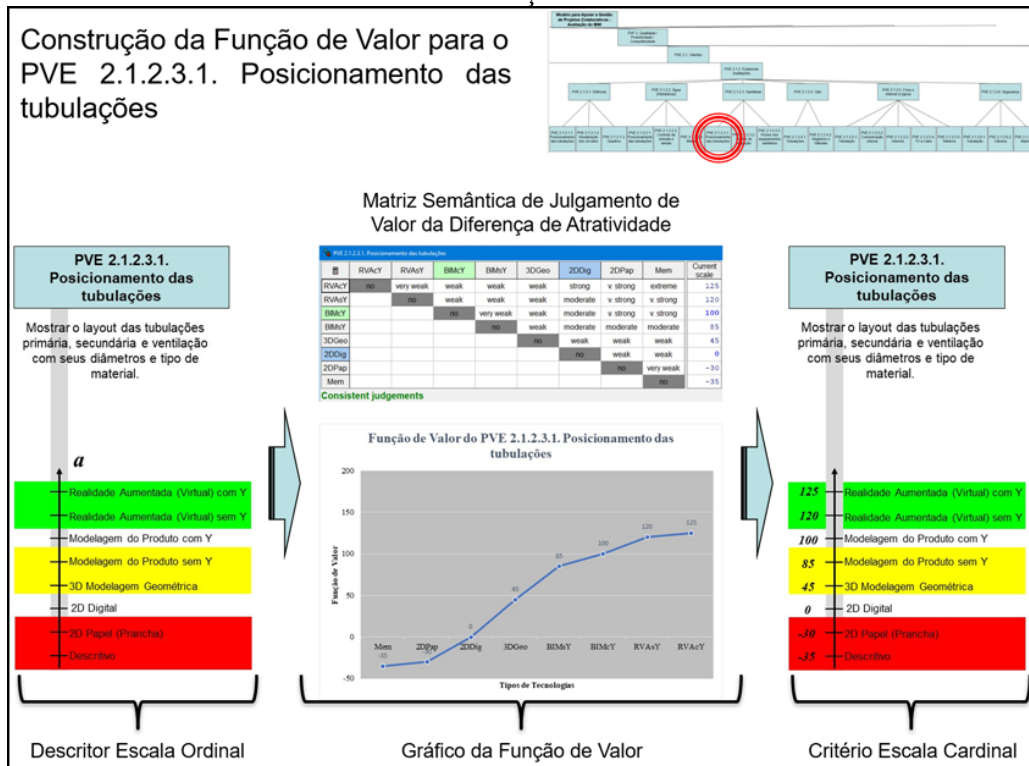 Construção da Função de Valor para o
PVE 2.1.2.3.1. Posicionamento das
tubulações
Modelo para Apoiar a Gestão
de Projetos Colaborativos -
Avaliação do BIM
Matriz Semântica de Julgamento de
Valor da Diferença de Atratividade
PVE 2.1.2.3.1.
Posicionamento das
tubulações
Mostrar o layout das tubulações
primária, secundária e ventilação
com seus diâmetros e tipo de
material.
a
Realidade Aumentada (Virtual) com Y
Realidade Aumentada (Virtual) sem Y
Modelagem do Produto com Y
Modelagem do Produto sem Y
3D Modelagem Geométrica
2D Digital
2D Papel (Prancha)
Descritivo
Descritor Escala Ordinal
PVE 2.1.2.3.1. Posicionamento das tubulações
RVAcY RVAsY BIMcY BIMsY 3DGeo 2DDig 2DPap Mem Current scale
RVAcY no very weak weak weak weak strong v. strong extreme 125
RVAsY no weak weak weak moderate v. strong v. strong 120
BIMcY no very weak weak moderate v. strong v. strong 100
BIMsY no weak moderate moderate moderate 85
3DGeo no weak weak weak 45
2DDig no weak weak 0
2DPap no very weak -30
Mem no -35
Consistent judgements
Função de Valor do PVE 2.1.2.3.1. Posicionamento das
tubulações
Função de Valor
200
150
100
50
0
-50
-35
-30
0
45
85
100
120
125
Mem 2DPap 2DDig 3DGeo BIMsY BIMcY RVAsY RVAcY
Tipos de Tecnologias
Gráfico da Função de Valor
PVE 2.1.2.3.1.
Posicionamento das
tubulações
Mostrar o layout das tubulações
primária, secundária e ventilação
com seus diâmetros e tipo de
material.
125 Realidade Aumentada (Virtual) com Y
120 Realidade Aumentada (Virtual) sem Y
100 Modelagem do Produto com Y
85 Modelagem do Produto sem Y
45 3D Modelagem Geométrica
0 2D Digital
-30 2D Papel (Prancha)
-35 Descritivo
Critério Escala Cardinal